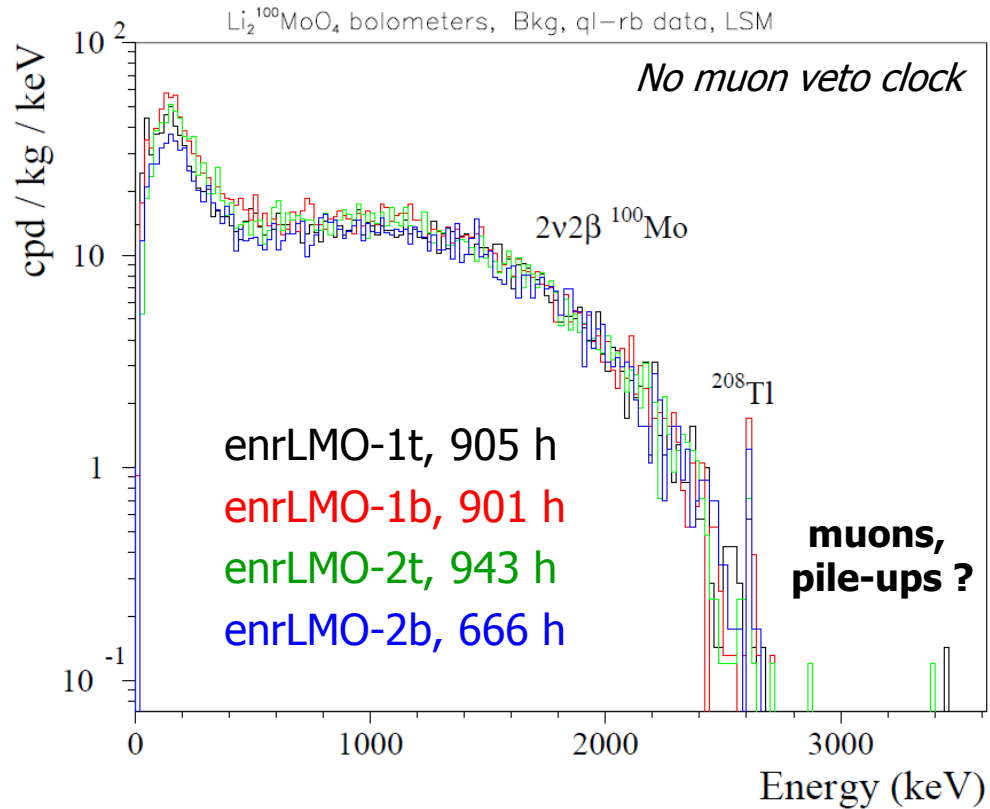 Li₂¹⁰⁰MoO₄ bolometers, Bkg, ql-rb data, LSM
No muon veto clock
cpd / kg / keV
10²
10
1
10⁻¹
2ν2β ¹⁰⁰Mo
²⁰⁸Tl
enrLMO-1t, 905 h
enrLMO-1b, 901 h
enrLMO-2t, 943 h
enrLMO-2b, 666 h
muons,
pile-ups ?
0 1000 2000 3000
Energy (keV)